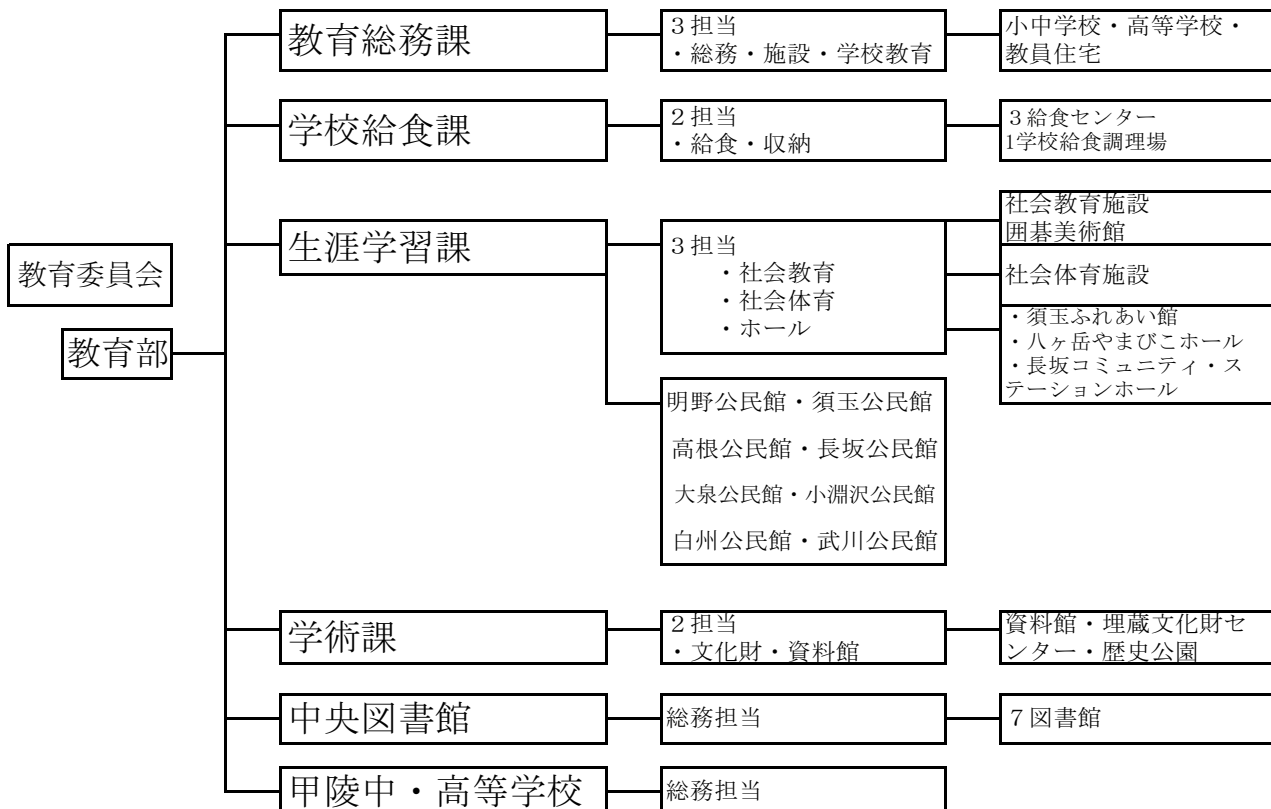 教育委員会
教育部
教育総務課
３担当
・総務・施設・学校教育
小中学校・高等学校・
教員住宅
学校給食課
２担当
・給食・収納
３給食センター
1学校給食調理場
生涯学習課
３担当
・社会教育
・社会体育
・ホール
社会教育施設
囲碁美術館
社会体育施設
・須玉ふれあい館
・八ヶ岳やまびこホール
・長坂コミュニティ・ス
テーションホール
明野公民館・須玉公民館
高根公民館・長坂公民館
大泉公民館・小淵沢公民館
白州公民館・武川公民館
学術課
２担当
・文化財・資料館
資料館・埋蔵文化財セ
ンター・歴史公園
中央図書館
総務担当
７図書館
甲陵中・高等学校
総務担当